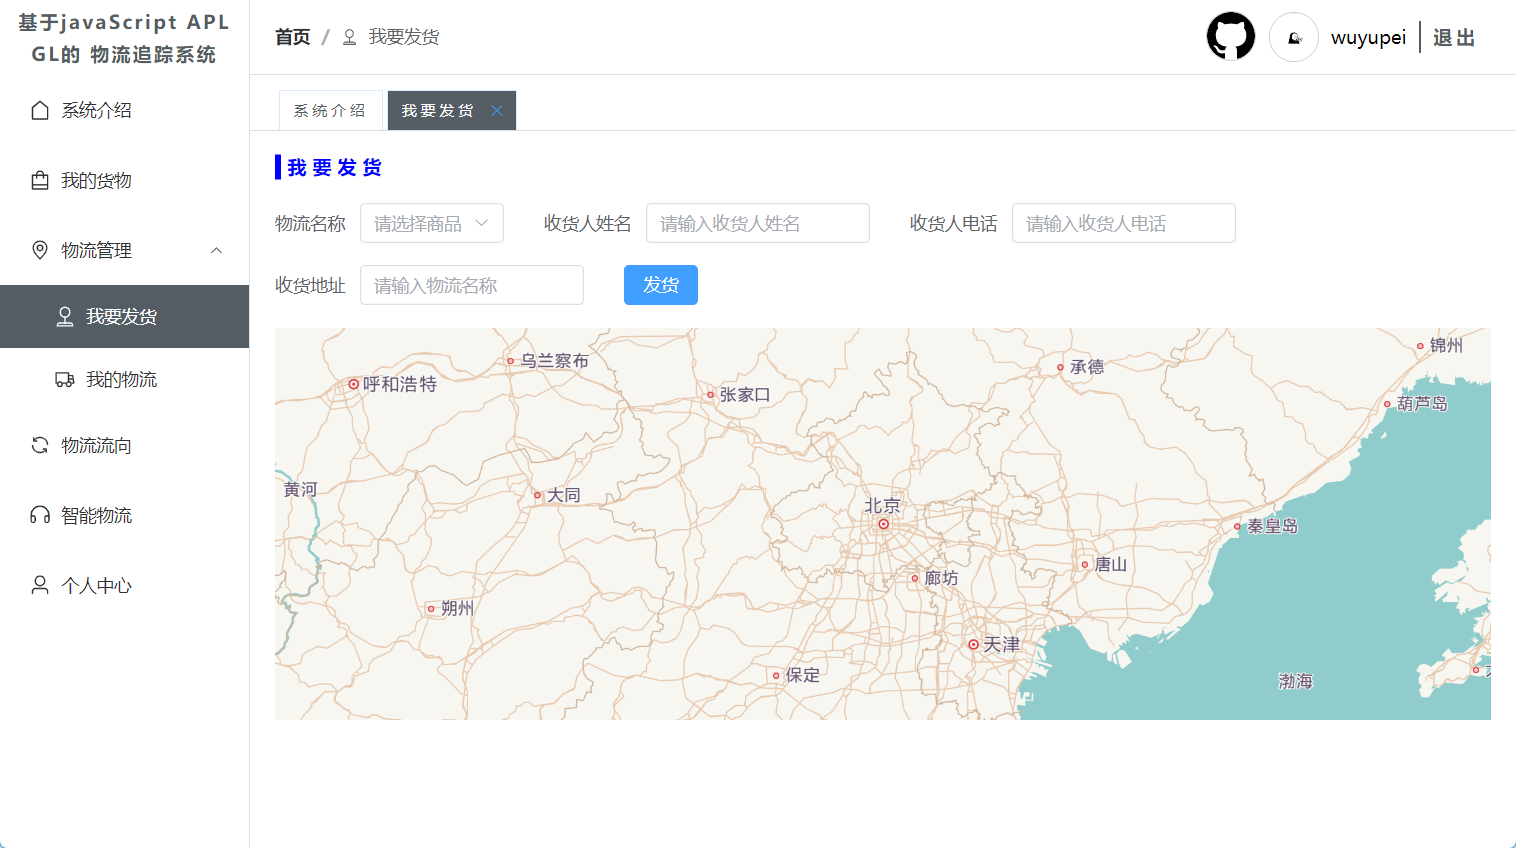 基于javaScript APL
GL的 物流追踪系统
系统介绍
我的货物
物流管理
我要发货
我的物流
物流流向
智能物流
个人中心
首页 / 我要发货
wuyupei
退出
系统介绍
我要发货
我要发货
物流名称 请选择商品 收货人姓名 请输入收货人姓名 收货人电话 请输入收货人电话
收货地址 请输入物流名称 发货
乌兰察布
承德
锦州
呼和浩特
张家口
葫芦岛
黄河
大同
北京
秦皇岛
唐山
廊坊
朔州
天津
保定
渤海